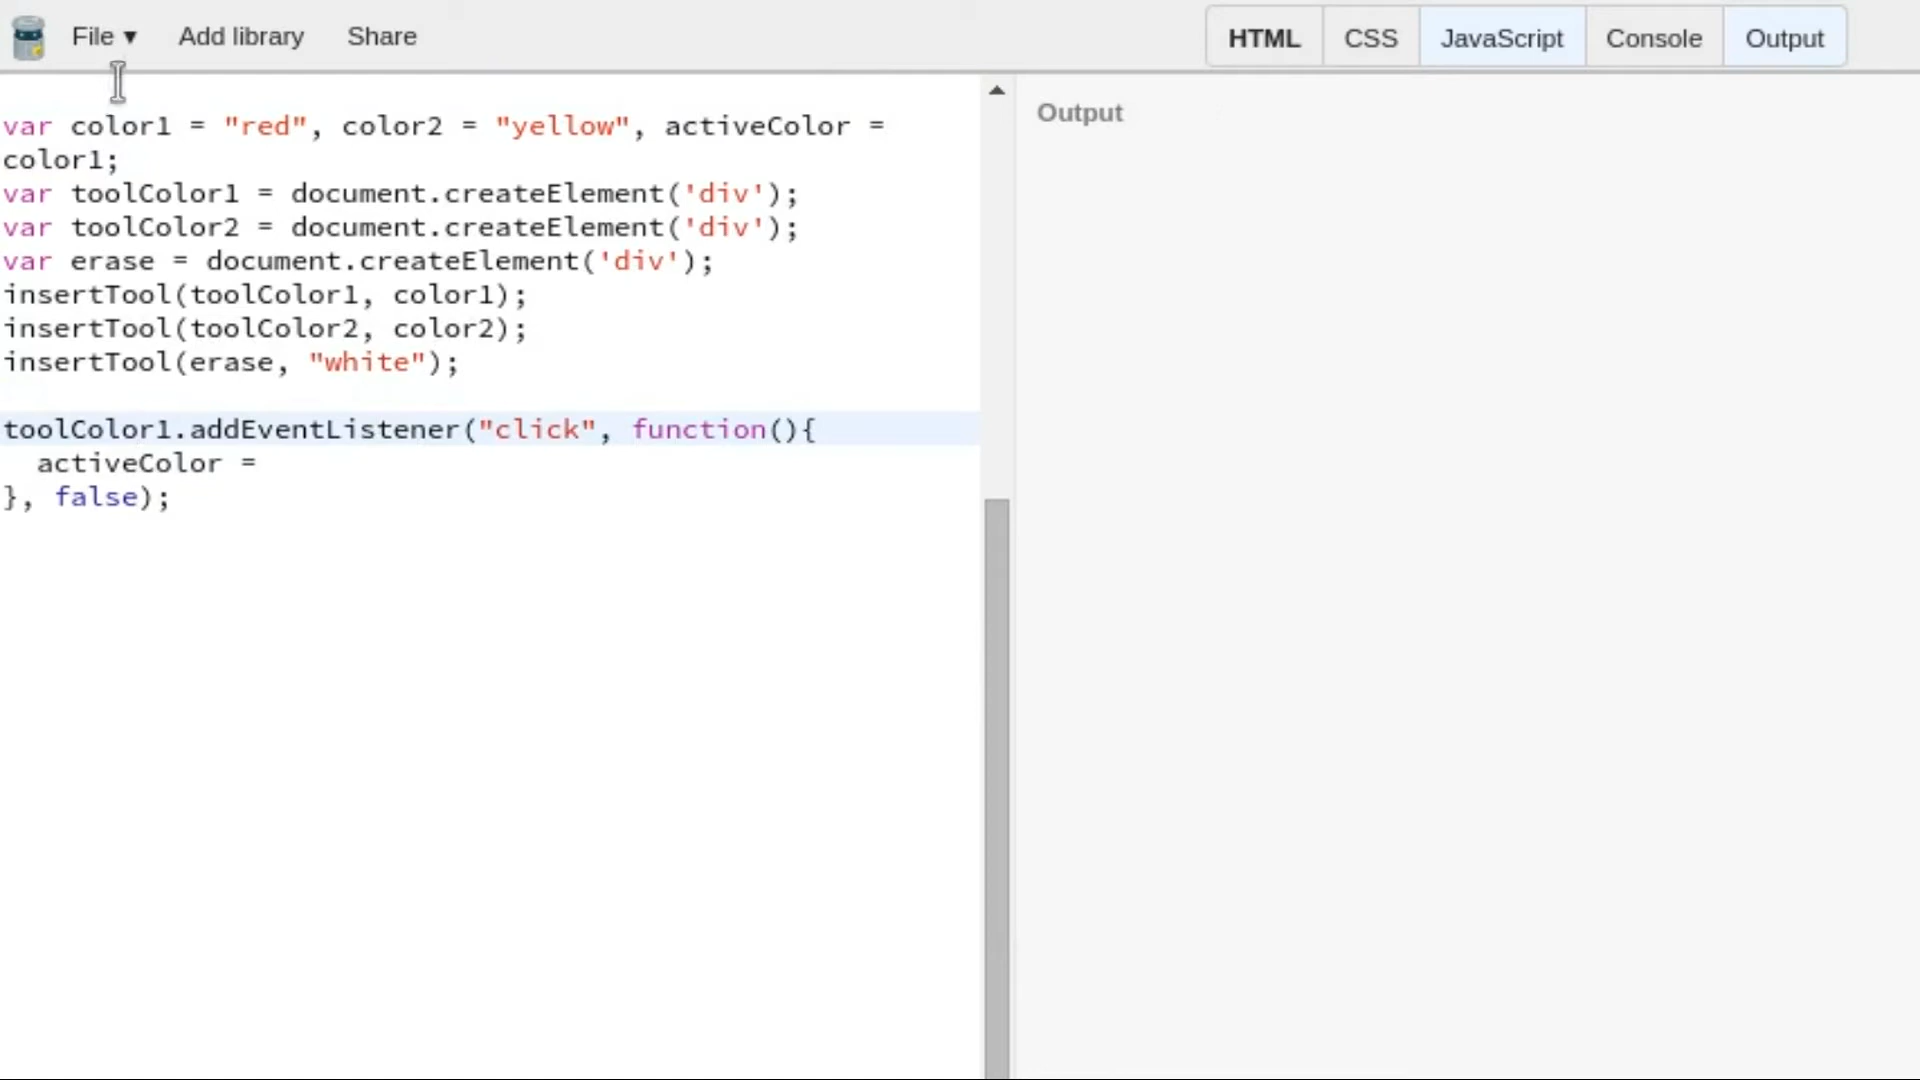 File ▾ Add library Share HTML CSS JavaScript Console Output
var color1 = "red", color2 = "yellow", activeColor =
color1;
var toolColor1 = document.createElement('div');
var toolColor2 = document.createElement('div');
var erase = document.createElement('div');
insertTool(toolColor1, color1);
insertTool(toolColor2, color2);
insertTool(erase, "white");
toolColor1.addEventListener("click", function(){
activeColor =
}, false);
Output